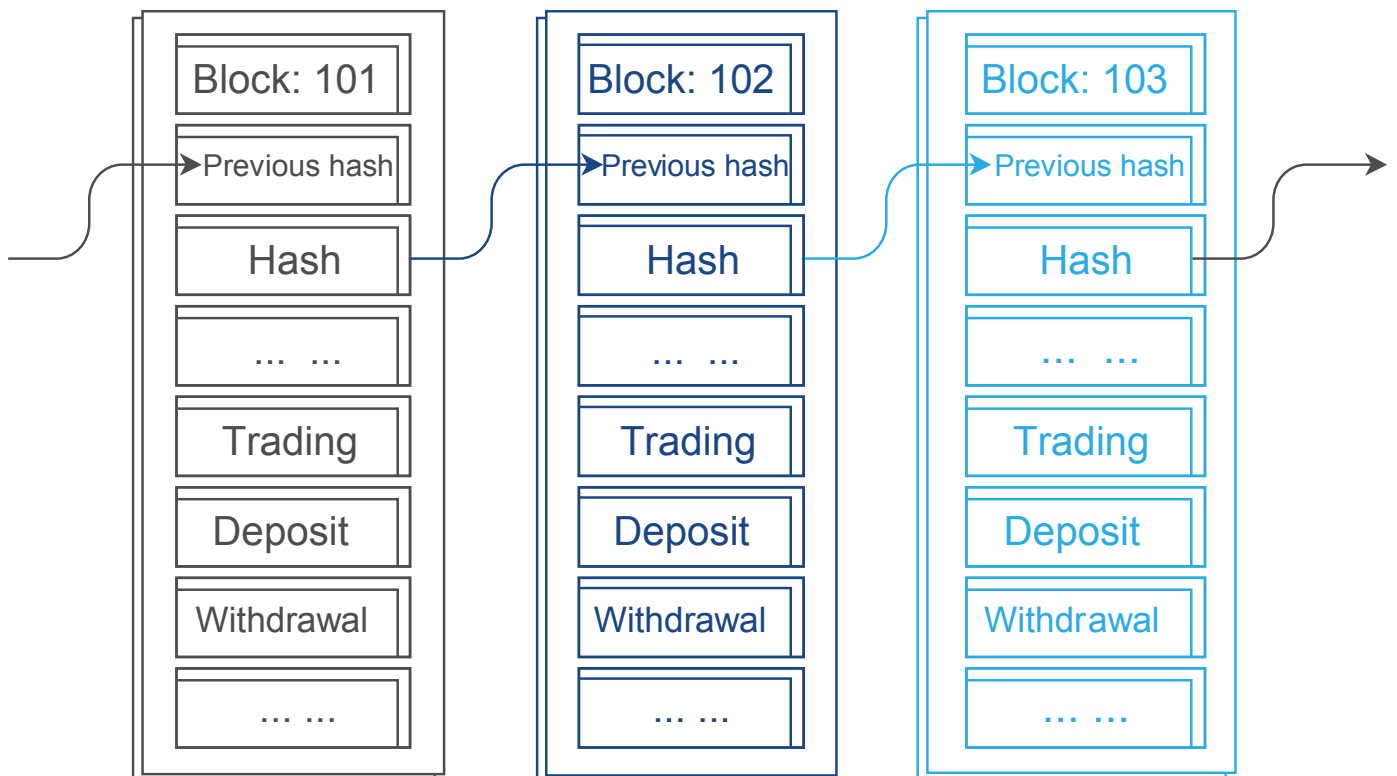 Block: 101
Previous hash
Hash
... ...
Trading
Deposit
Withdrawal
... ...
Block: 102
Previous hash
Hash
... ...
Trading
Deposit
Withdrawal
... ...
Block: 103
Previous hash
Hash
... ...
Trading
Deposit
Withdrawal
... ...